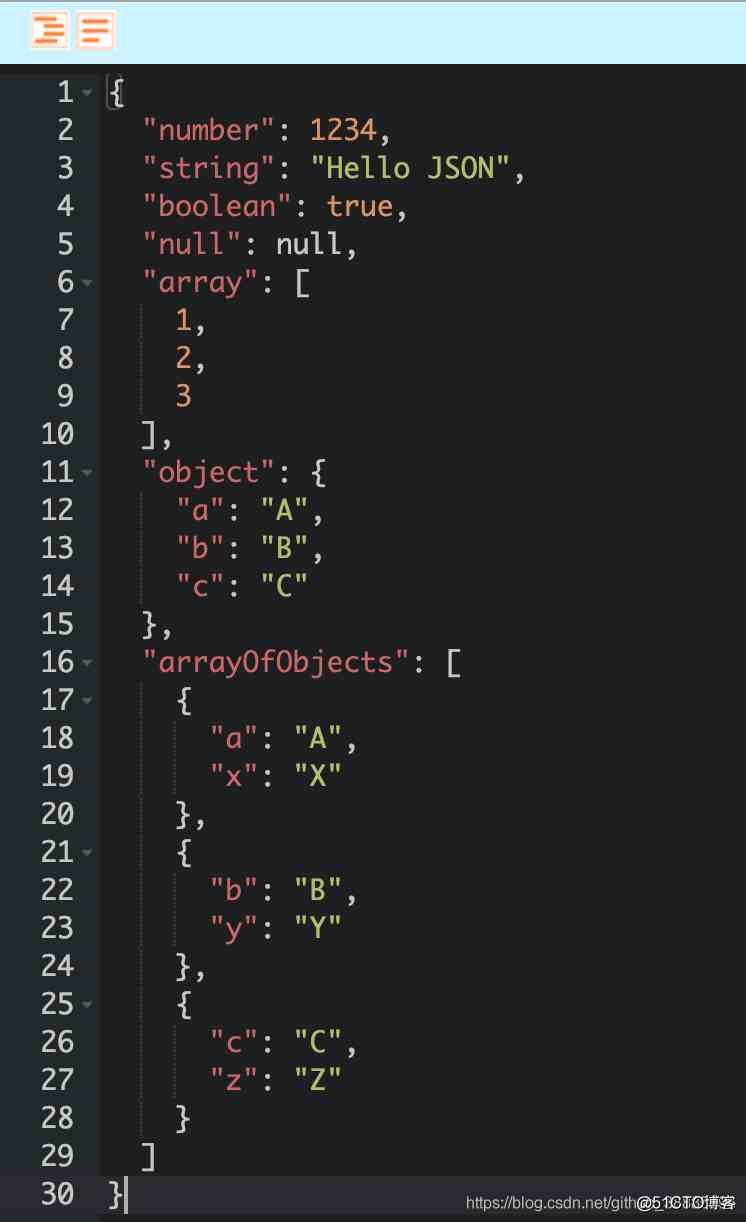 1 {
2   "number": 1234,
3   "string": "Hello JSON",
4   "boolean": true,
5   "null": null,
6   "array": [
7     1,
8     2,
9     3
10   ],
11   "object": {
12     "a": "A",
13     "b": "B",
14     "c": "C"
15   },
16   "arrayOfObjects": [
17     {
18       "a": "A",
19       "x": "X"
20     },
21     {
22       "b": "B",
23       "y": "Y"
24     },
25     {
26       "c": "C",
27       "z": "Z"
28     }
29   ]
30 }
https://blog.csdn.net/gith @51CTO博客